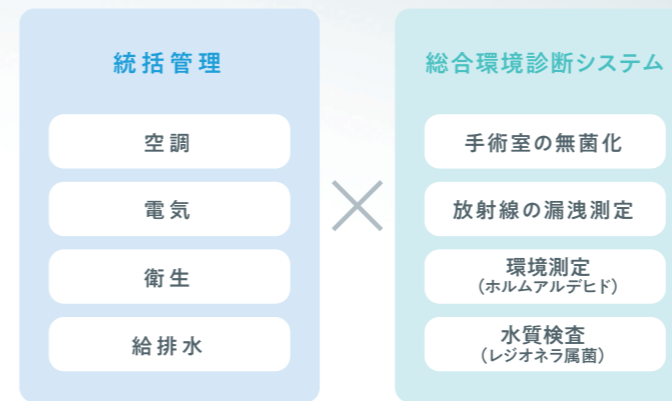 統括管理
空調
電気
衛生
給排水
×
総合環境診断システム
手術室の無菌化
放射線の漏洩測定
環境測定
（ホルムアルデヒド）
水質検査
（レジオネラ属菌）